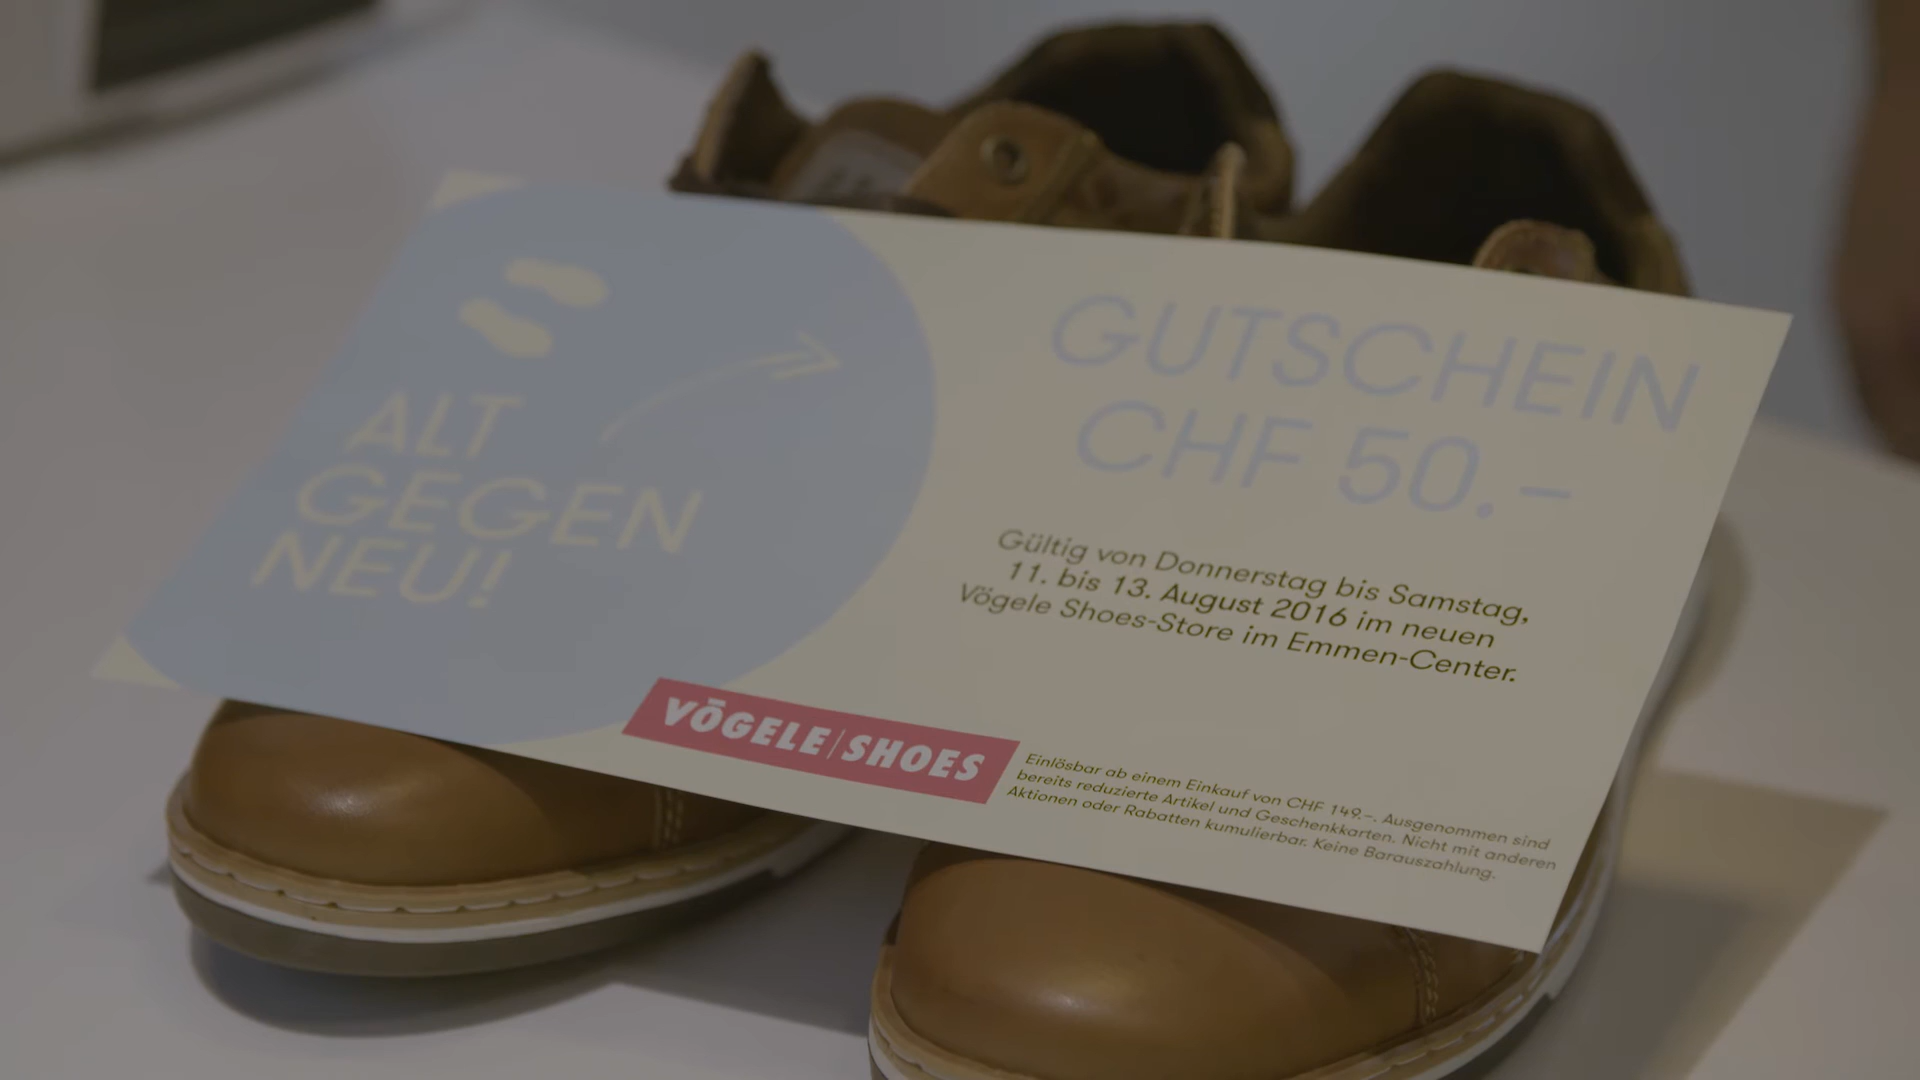 ALT
GEGEN
NEU!
GUTSCHEIN
CHF 50.–
Gültig von Donnerstag bis Samstag,
11. bis 13. August 2016 im neuen
Vögele Shoes-Store im Emmen-Center.
VÖGELE SHOES
Einlösbar ab einem Einkauf von CHF 149.–. Ausgenommen sind
bereits reduzierte Artikel und Geschenkkarten. Nicht mit anderen
Aktionen oder Rabatten kumulierbar. Keine Barauszahlung.